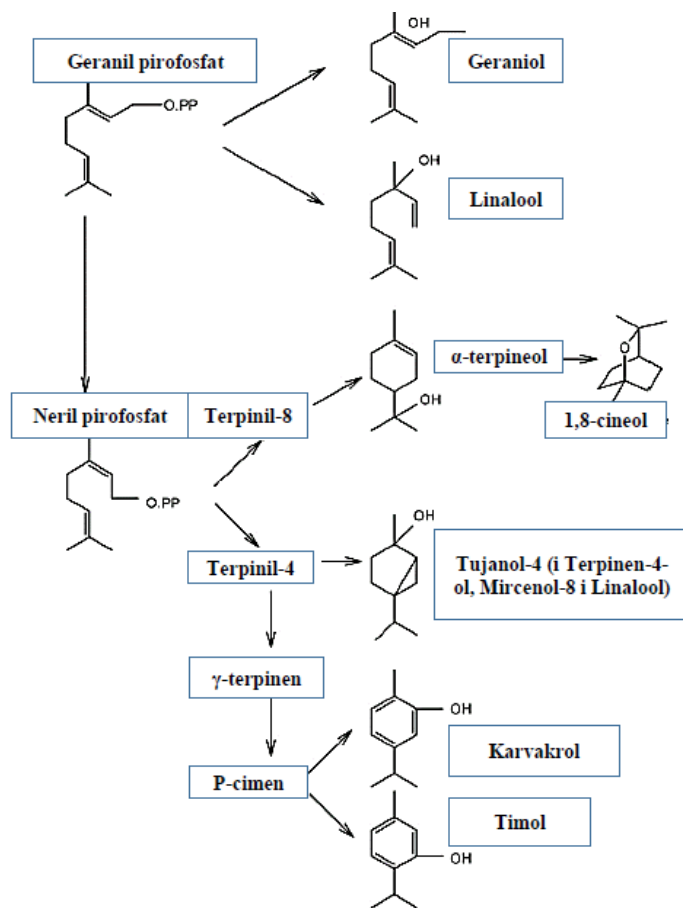 Geranil pirofosfat
O.PP
OH
Geraniol
OH
Linalool
Neril pirofosfat
Terpinil-8
O.PP
OH
α-terpineol
O
1,8-cineol
Terpinil-4
OH
Tujanol-4 (i Terpinen-4-
ol, Mircenol-8 i Linalool)
γ-terpinen
P-cimen
OH
Karvakrol
OH
Timol